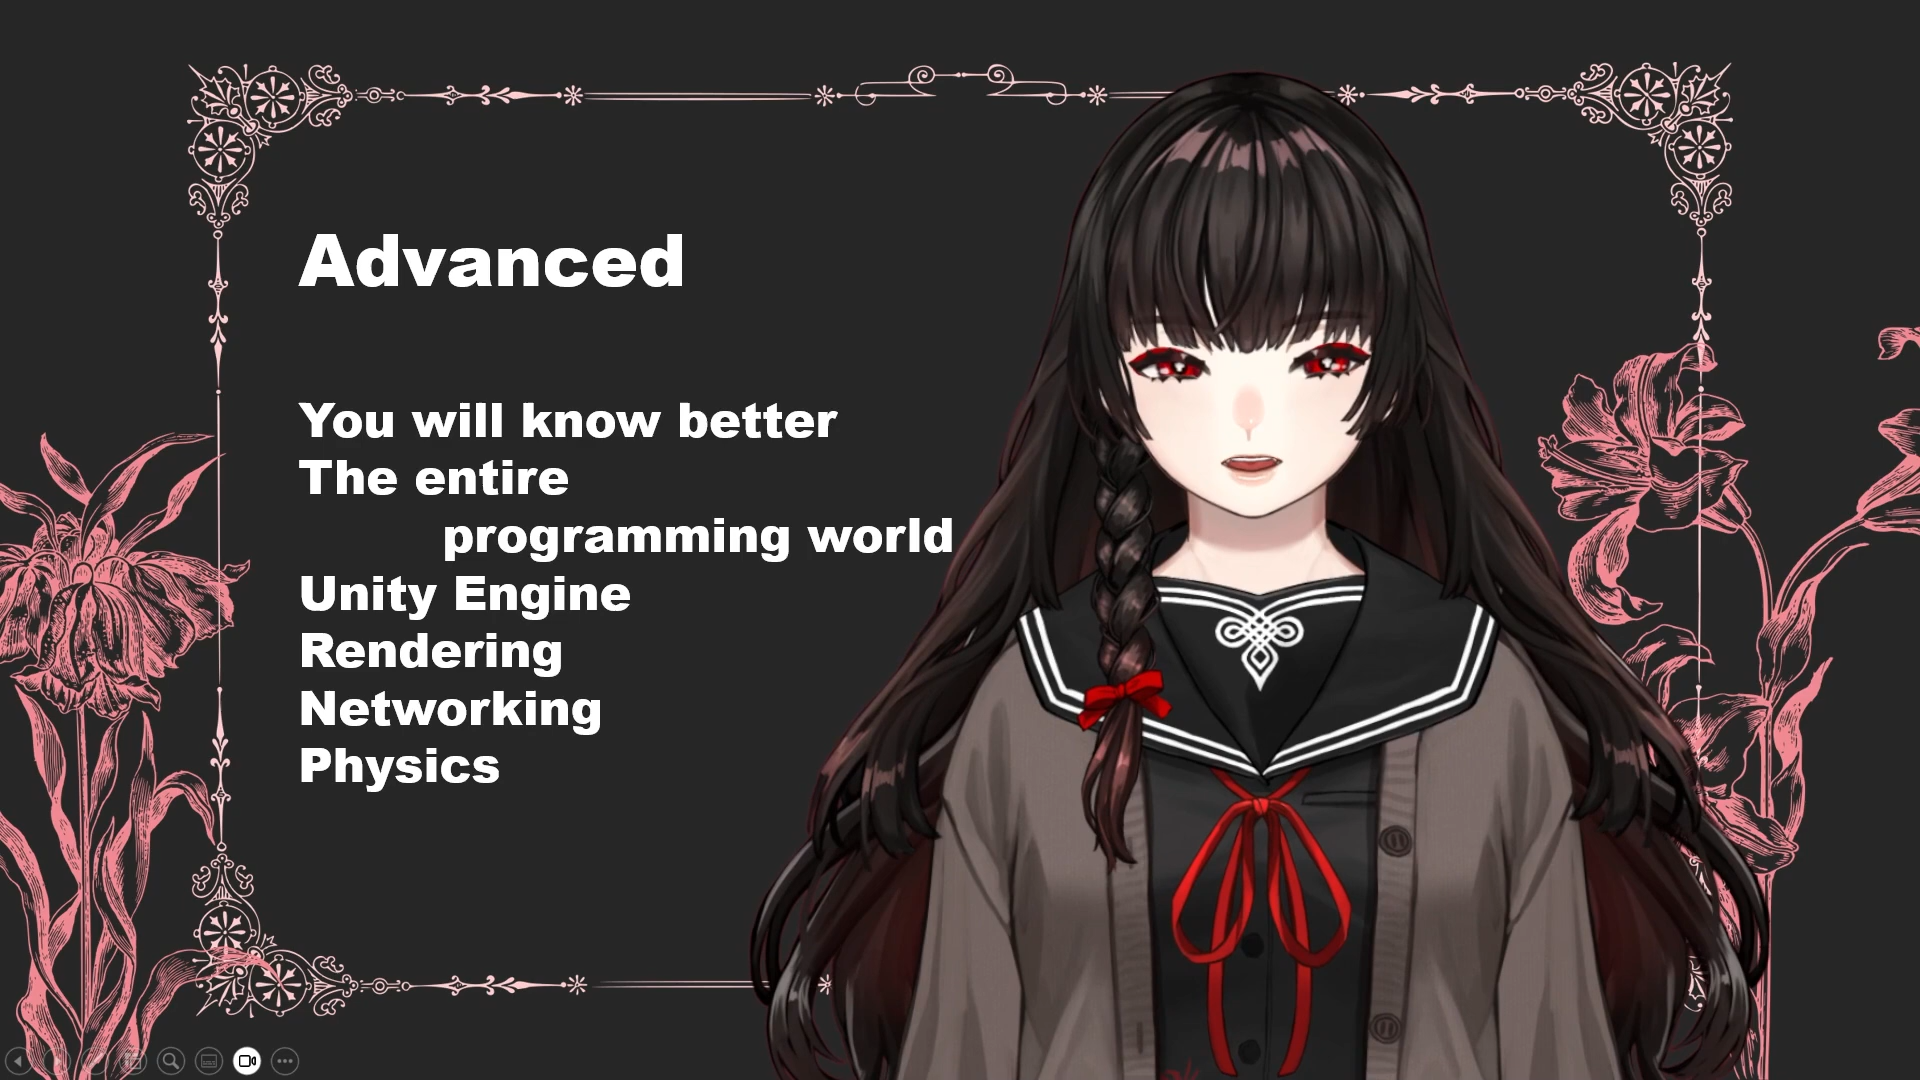 Advanced
You will know better
The entire
programming world
Unity Engine
Rendering
Networking
Physics